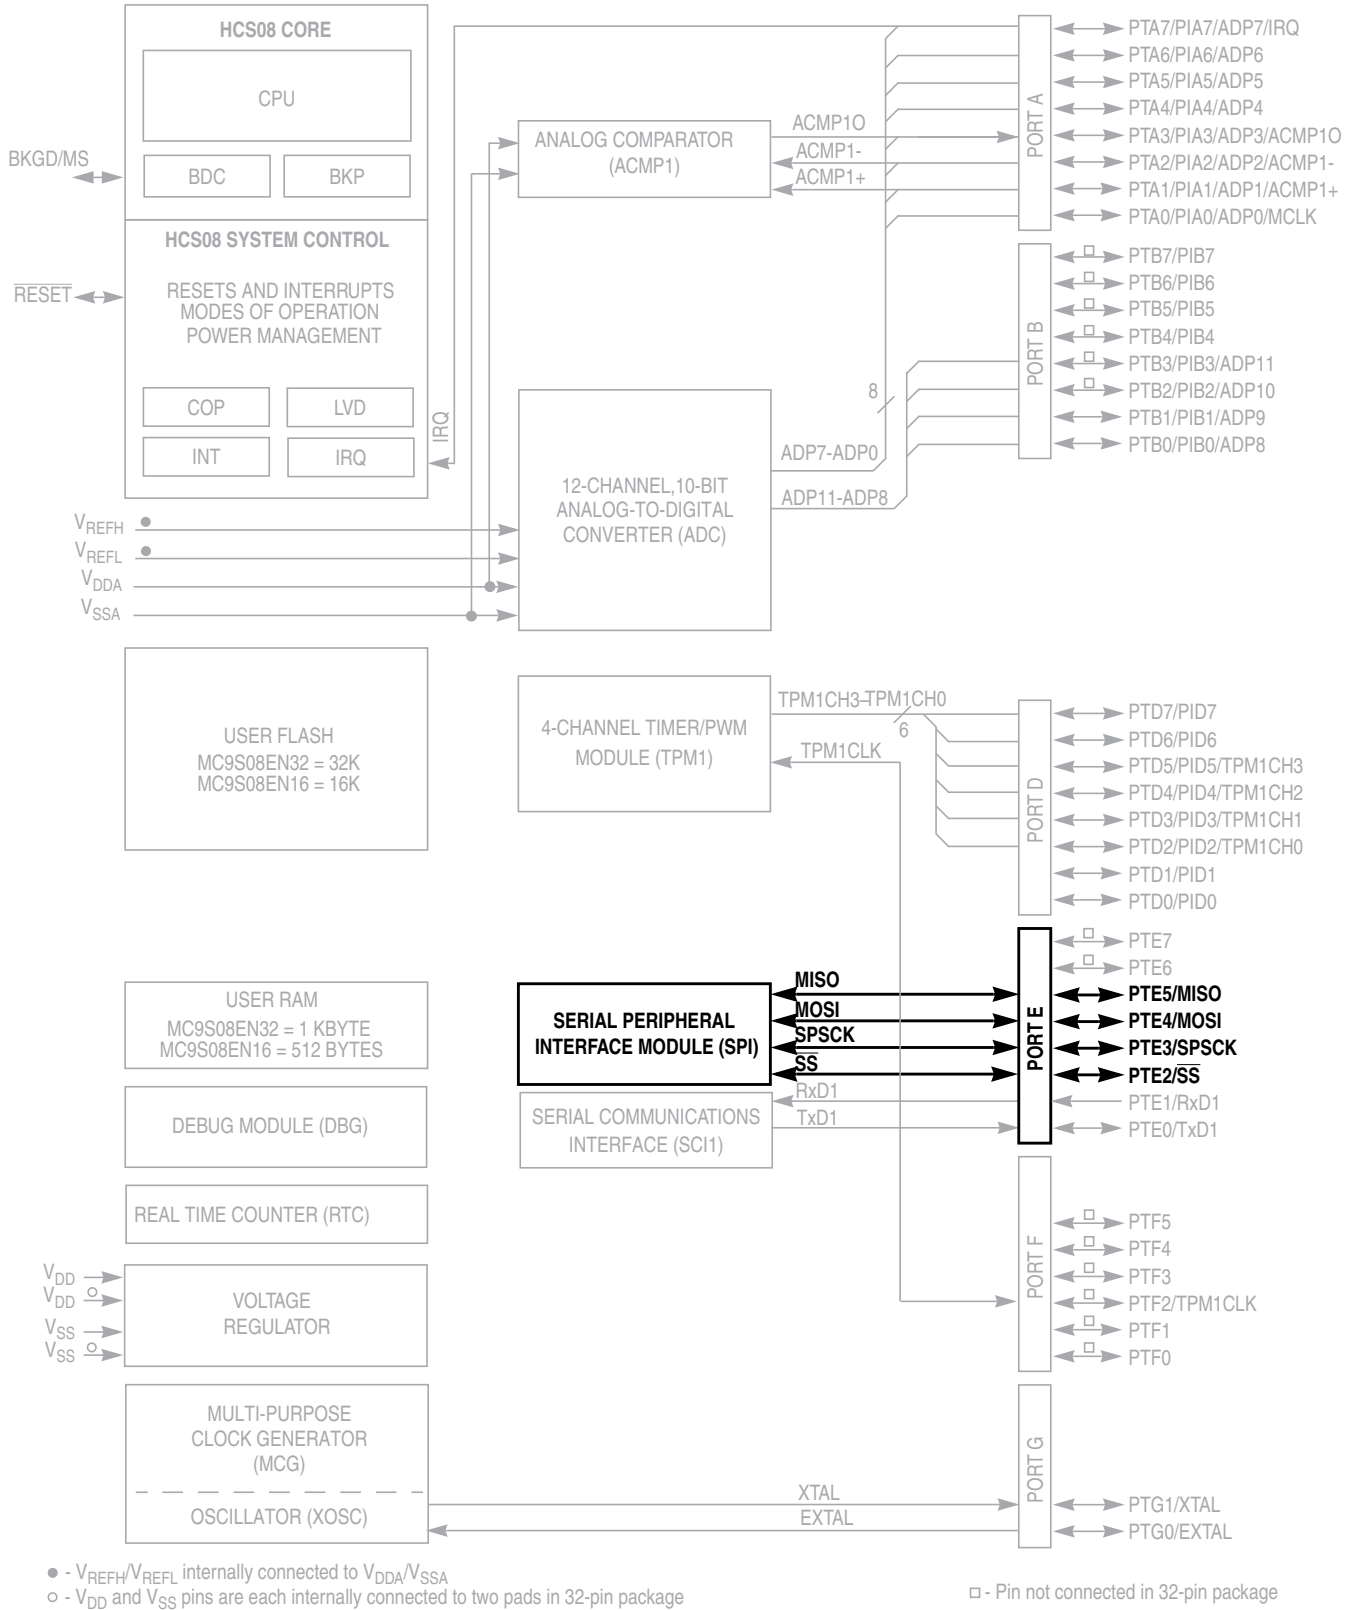 HCS08 CORE
CPU
BDC
BKP
BKGD/MS
HCS08 SYSTEM CONTROL
RESETS AND INTERRUPTS
MODES OF OPERATION
POWER MANAGEMENT
RESET
COP
LVD
INT
IRQ
IRQ
ANALOG COMPARATOR
(ACMP1)
ACMP1O
ACMP1-
ACMP1+
PORT A
PTA7/PIA7/ADP7/IRQ
PTA6/PIA6/ADP6
PTA5/PIA5/ADP5
PTA4/PIA4/ADP4
PTA3/PIA3/ADP3/ACMP1O
PTA2/PIA2/ADP2/ACMP1-
PTA1/PIA1/ADP1/ACMP1+
PTA0/PIA0/ADP0/MCLK
PORT B
PTB7/PIB7
PTB6/PIB6
PTB5/PIB5
PTB4/PIB4
PTB3/PIB3/ADP11
PTB2/PIB2/ADP10
PTB1/PIB1/ADP9
PTB0/PIB0/ADP8
8
ADP7-ADP0
ADP11-ADP8
12-CHANNEL,10-BIT
ANALOG-TO-DIGITAL
CONVERTER (ADC)
VREFH
VREFL
VDDA
VSSA
USER FLASH
MC9S08EN32 = 32K
MC9S08EN16 = 16K
4-CHANNEL TIMER/PWM
MODULE (TPM1)
TPM1CH3–TPM1CH0
6
TPM1CLK
PORT D
PTD7/PID7
PTD6/PID6
PTD5/PID5/TPM1CH3
PTD4/PID4/TPM1CH2
PTD3/PID3/TPM1CH1
PTD2/PID2/TPM1CH0
PTD1/PID1
PTD0/PID0
USER RAM
MC9S08EN32 = 1 KBYTE
MC9S08EN16 = 512 BYTES
SERIAL PERIPHERAL
INTERFACE MODULE (SPI)
MISO
MOSI
SPSCK
SS
RxD1
TxD1
SERIAL COMMUNICATIONS
INTERFACE (SCI1)
PORT E
PTE7
PTE6
PTE5/MISO
PTE4/MOSI
PTE3/SPSCK
PTE2/SS
PTE1/RxD1
PTE0/TxD1
DEBUG MODULE (DBG)
REAL TIME COUNTER (RTC)
VDD
VDD
VSS
VSS
VOLTAGE
REGULATOR
PORT F
PTF5
PTF4
PTF3
PTF2/TPM1CLK
PTF1
PTF0
MULTI-PURPOSE
CLOCK GENERATOR
(MCG)
OSCILLATOR (XOSC)
XTAL
EXTAL
PORT G
PTG1/XTAL
PTG0/EXTAL
● - VREFH/VREFL internally connected to VDDA/VSSA
○ - VDD and VSS pins are each internally connected to two pads in 32-pin package
□ - Pin not connected in 32-pin package